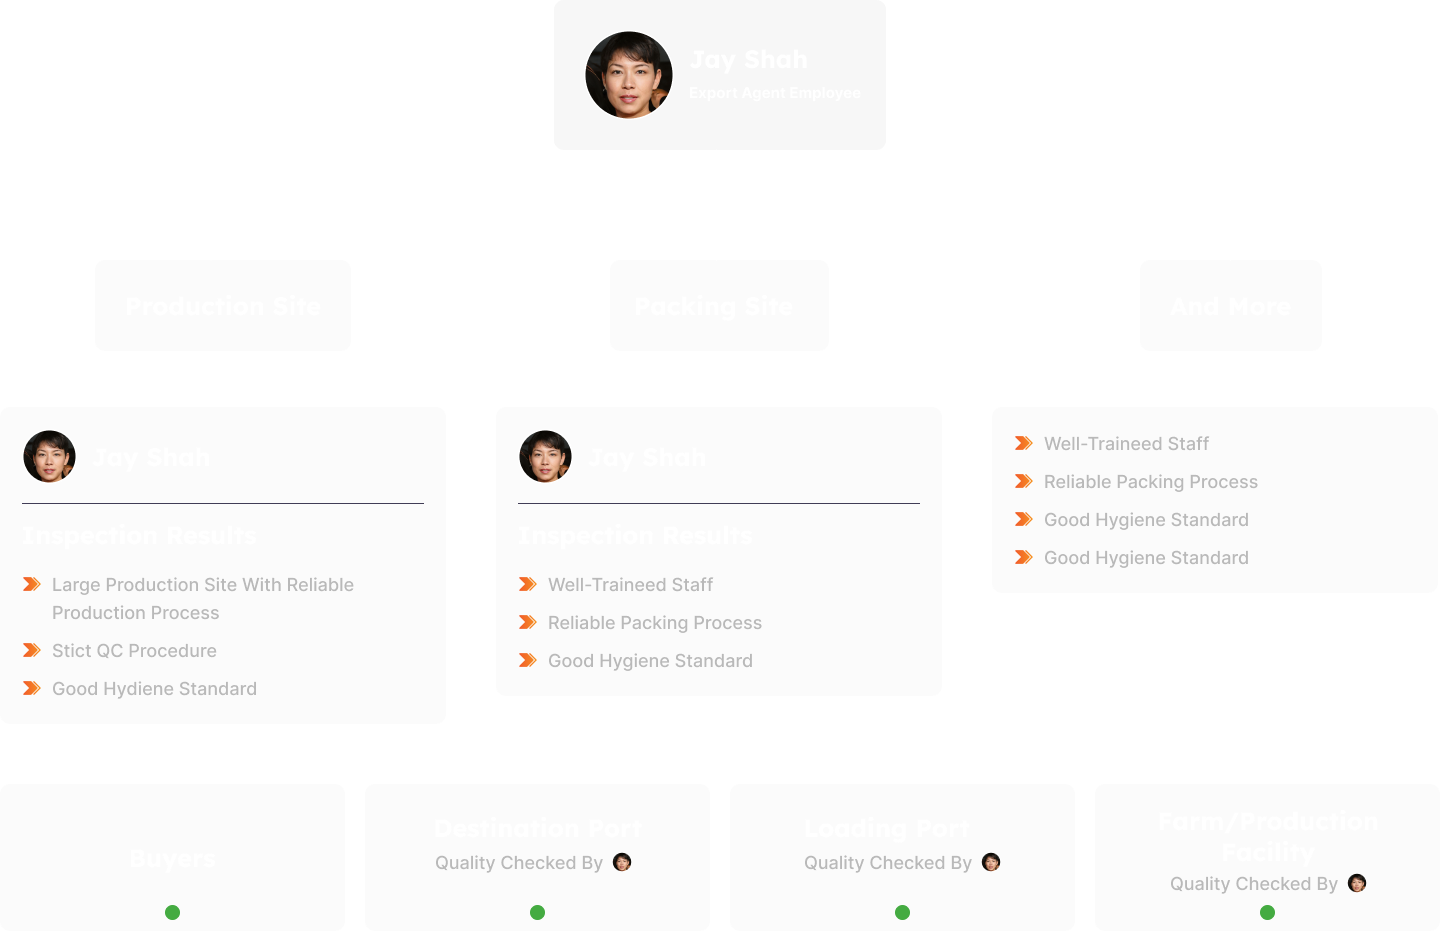 Jay Shah
Export Agent Employee
Production Site
Packing Site
And More
Jay Shah
Inspection Results
Large Production Site With Reliable
Production Process
Stict QC Procedure
Good Hydiene Standard
Jay Shah
Inspection Results
Well-Traineed Staff
Reliable Packing Process
Good Hygiene Standard
Well-Traineed Staff
Reliable Packing Process
Good Hygiene Standard
Good Hygiene Standard
Buyers
Destination Port
Quality Checked By
Loading Port
Quality Checked By
Farm/Production
Facility
Quality Checked By